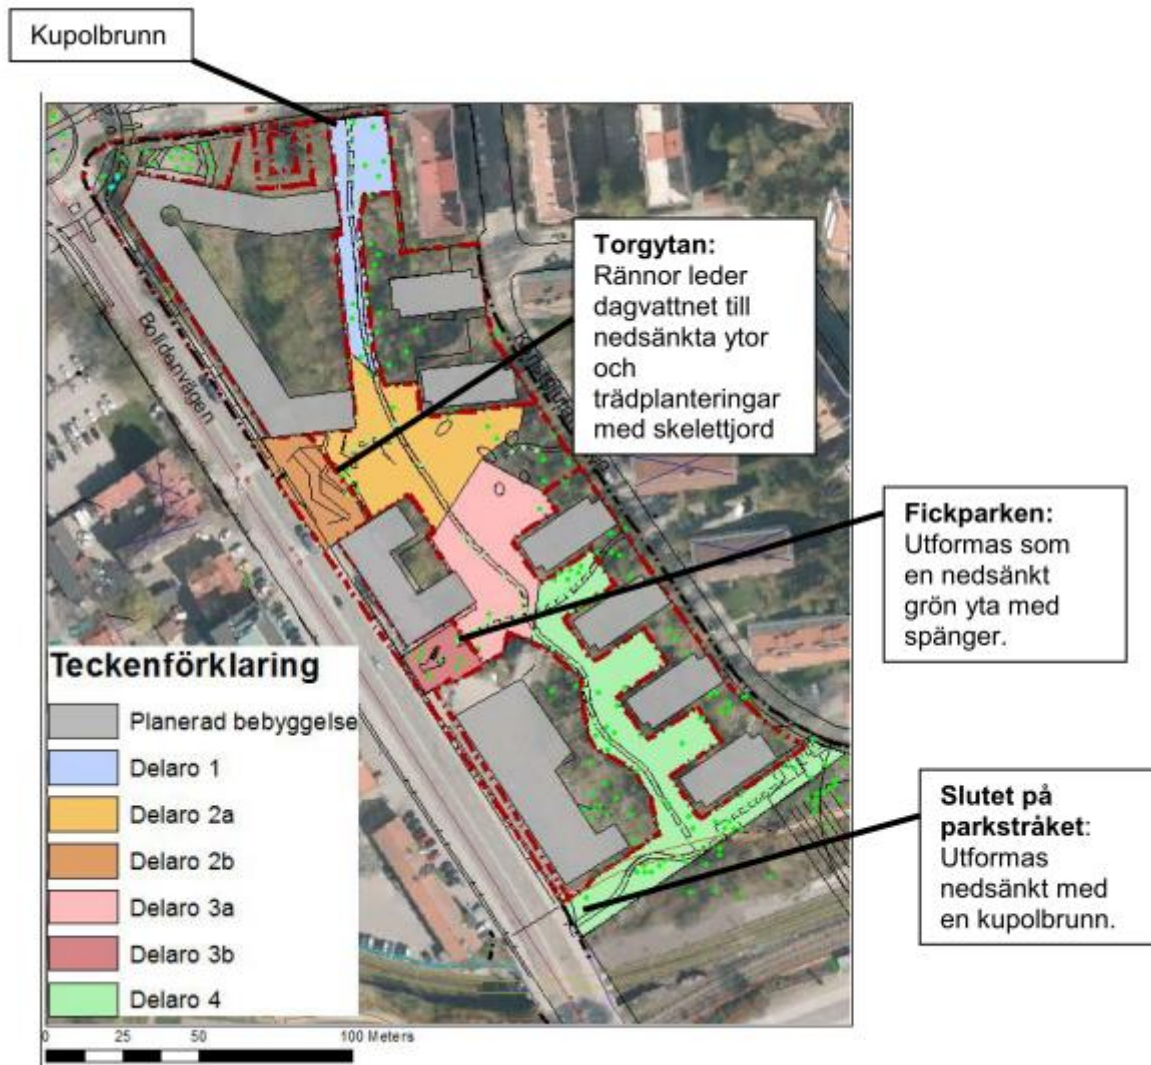 Kupolbrunn
Torgytan:
Rännor leder
dagvattnet till
nedsänkta ytor
och
trädplanteringar
med skelettjord
Bolidenvägen
Fickparken:
Utformas som
en nedsänkt
grön yta med
spänger.
Teckenförklaring
Planerad bebyggelse
Delaro 1
Delaro 2a
Delaro 2b
Delaro 3a
Delaro 3b
Delaro 4
Slutet på
parkstråket:
Utformas
nedsänkt med
en kupolbrunn.
0 25 50 100 Meters